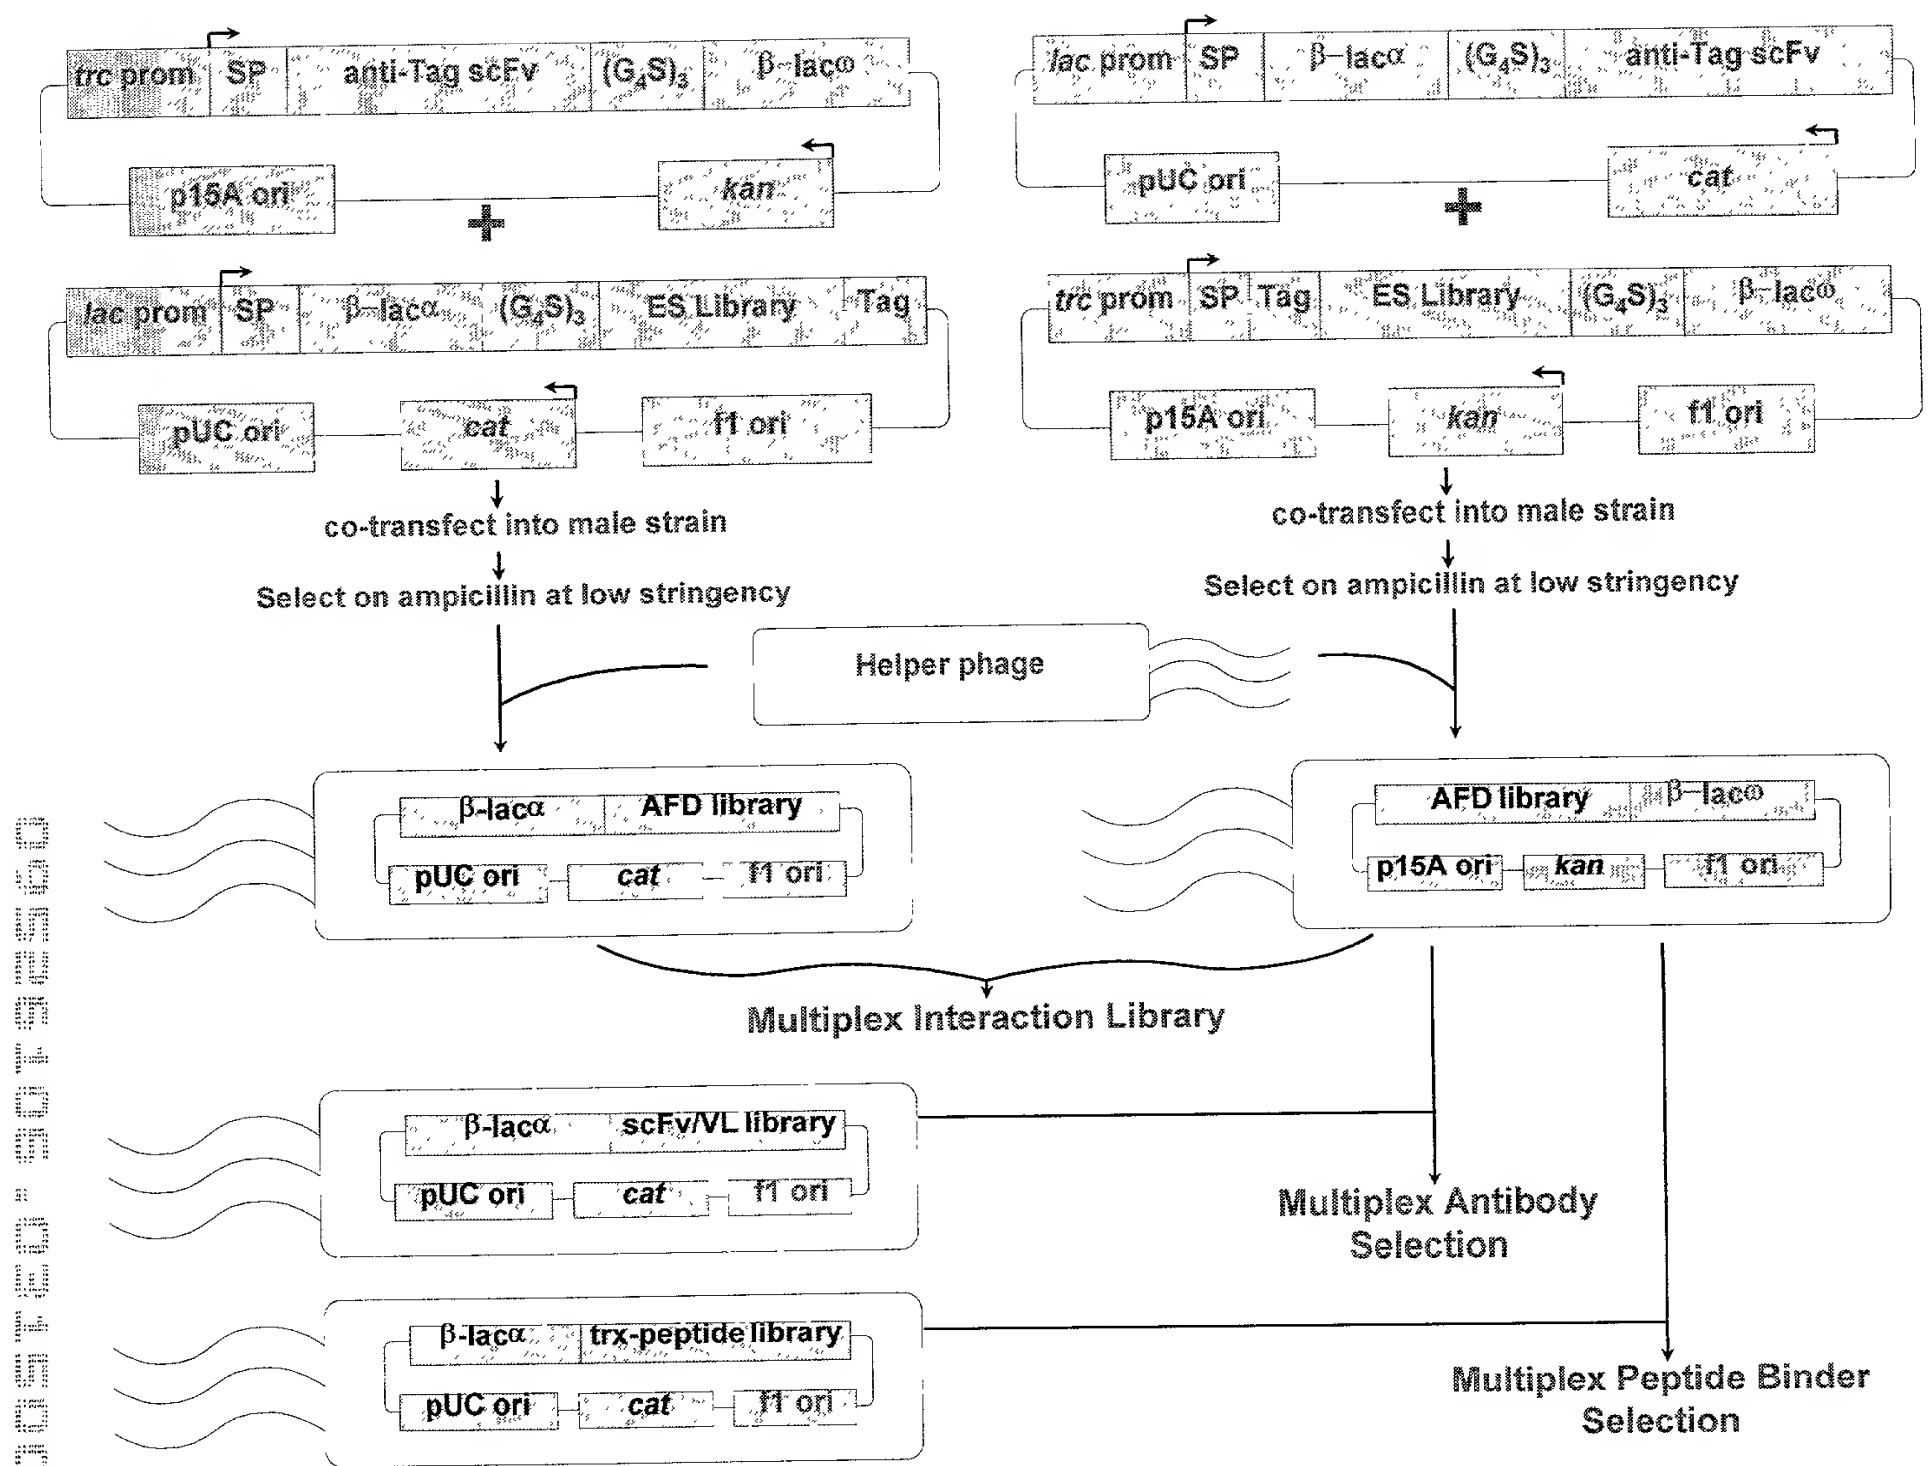 trc prom SP anti-Tag scFv (G4S)3 β–lacω
p15A ori kan
+
lac prom SP β–lacα (G4S)3 ES Library Tag
pUC ori cat f1 ori
co-transfect into male strain
Select on ampicillin at low stringency
lac prom SP β–lacα (G4S)3 anti-Tag scFv
pUC ori cat
+
trc prom SP Tag ES Library (G4S)3 β–lacω
p15A ori kan f1 ori
co-transfect into male strain
Select on ampicillin at low stringency
Helper phage
β-lacα AFD library
pUC ori cat f1 ori
AFD library β–lacω
p15A ori kan f1 ori
Multiplex Interaction Library
β-lacα scFv/VL library
pUC ori cat f1 ori
Multiplex Antibody
Selection
β-lacα trx-peptide library
pUC ori cat f1 ori
Multiplex Peptide Binder
Selection